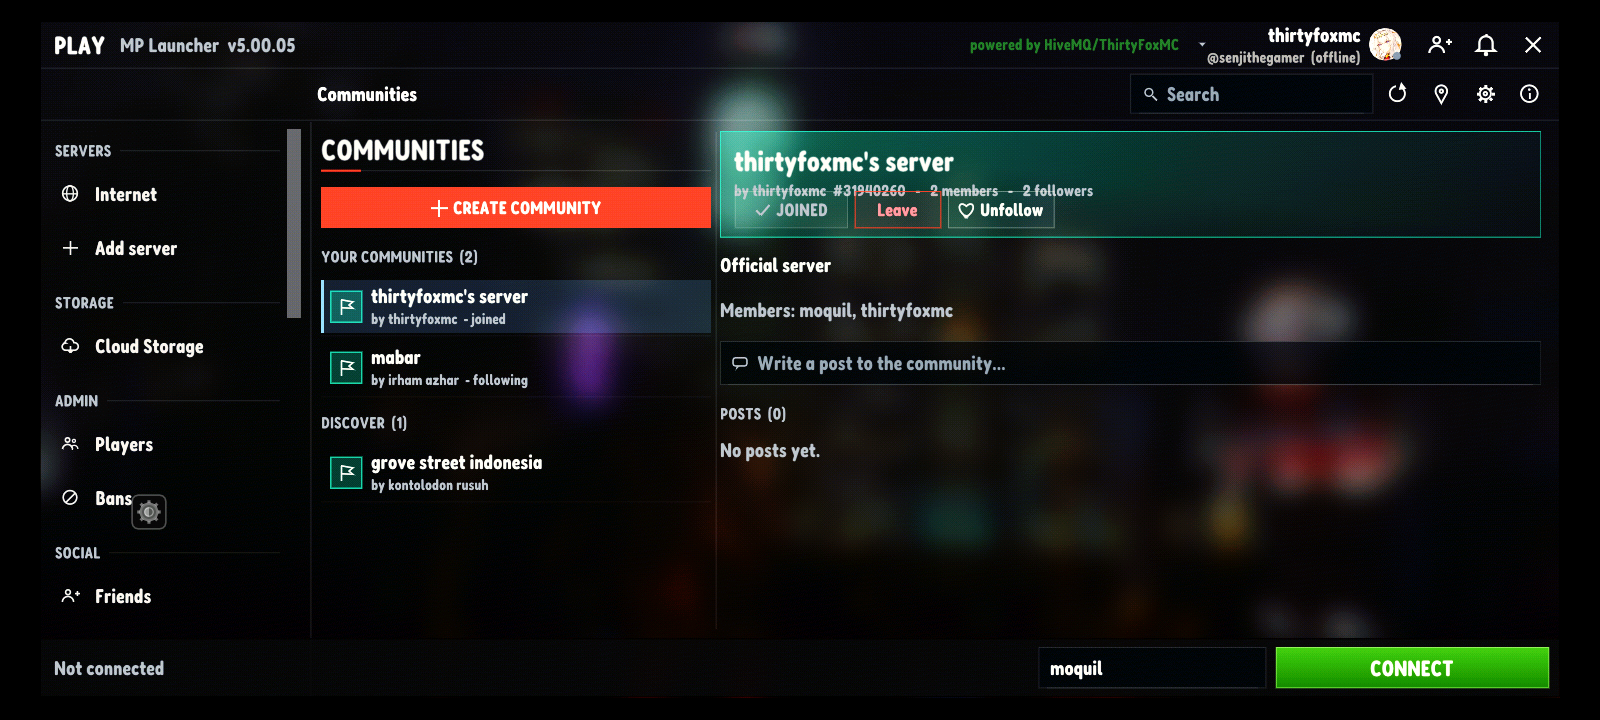 PLAY MP Launcher v5.00.05
powered by HiveMQ/ThirtyFoxMC
thirtyfoxmc
@senjithegamer (offline)
Communities
Search
SERVERS
Internet
Add server
STORAGE
Cloud Storage
ADMIN
Players
Bans
SOCIAL
Friends
COMMUNITIES
CREATE COMMUNITY
YOUR COMMUNITIES (2)
thirtyfoxmc's server
by thirtyfoxmc - joined
mabar
by irham azhar - following
DISCOVER (1)
grove street indonesia
by kontolodon rusuh
thirtyfoxmc's server
by thirtyfoxmc #31940260 - 2 members - 2 followers
JOINED Leave Unfollow
Official server
Members: moquil, thirtyfoxmc
Write a post to the community...
POSTS (0)
No posts yet.
Not connected
moquil
CONNECT